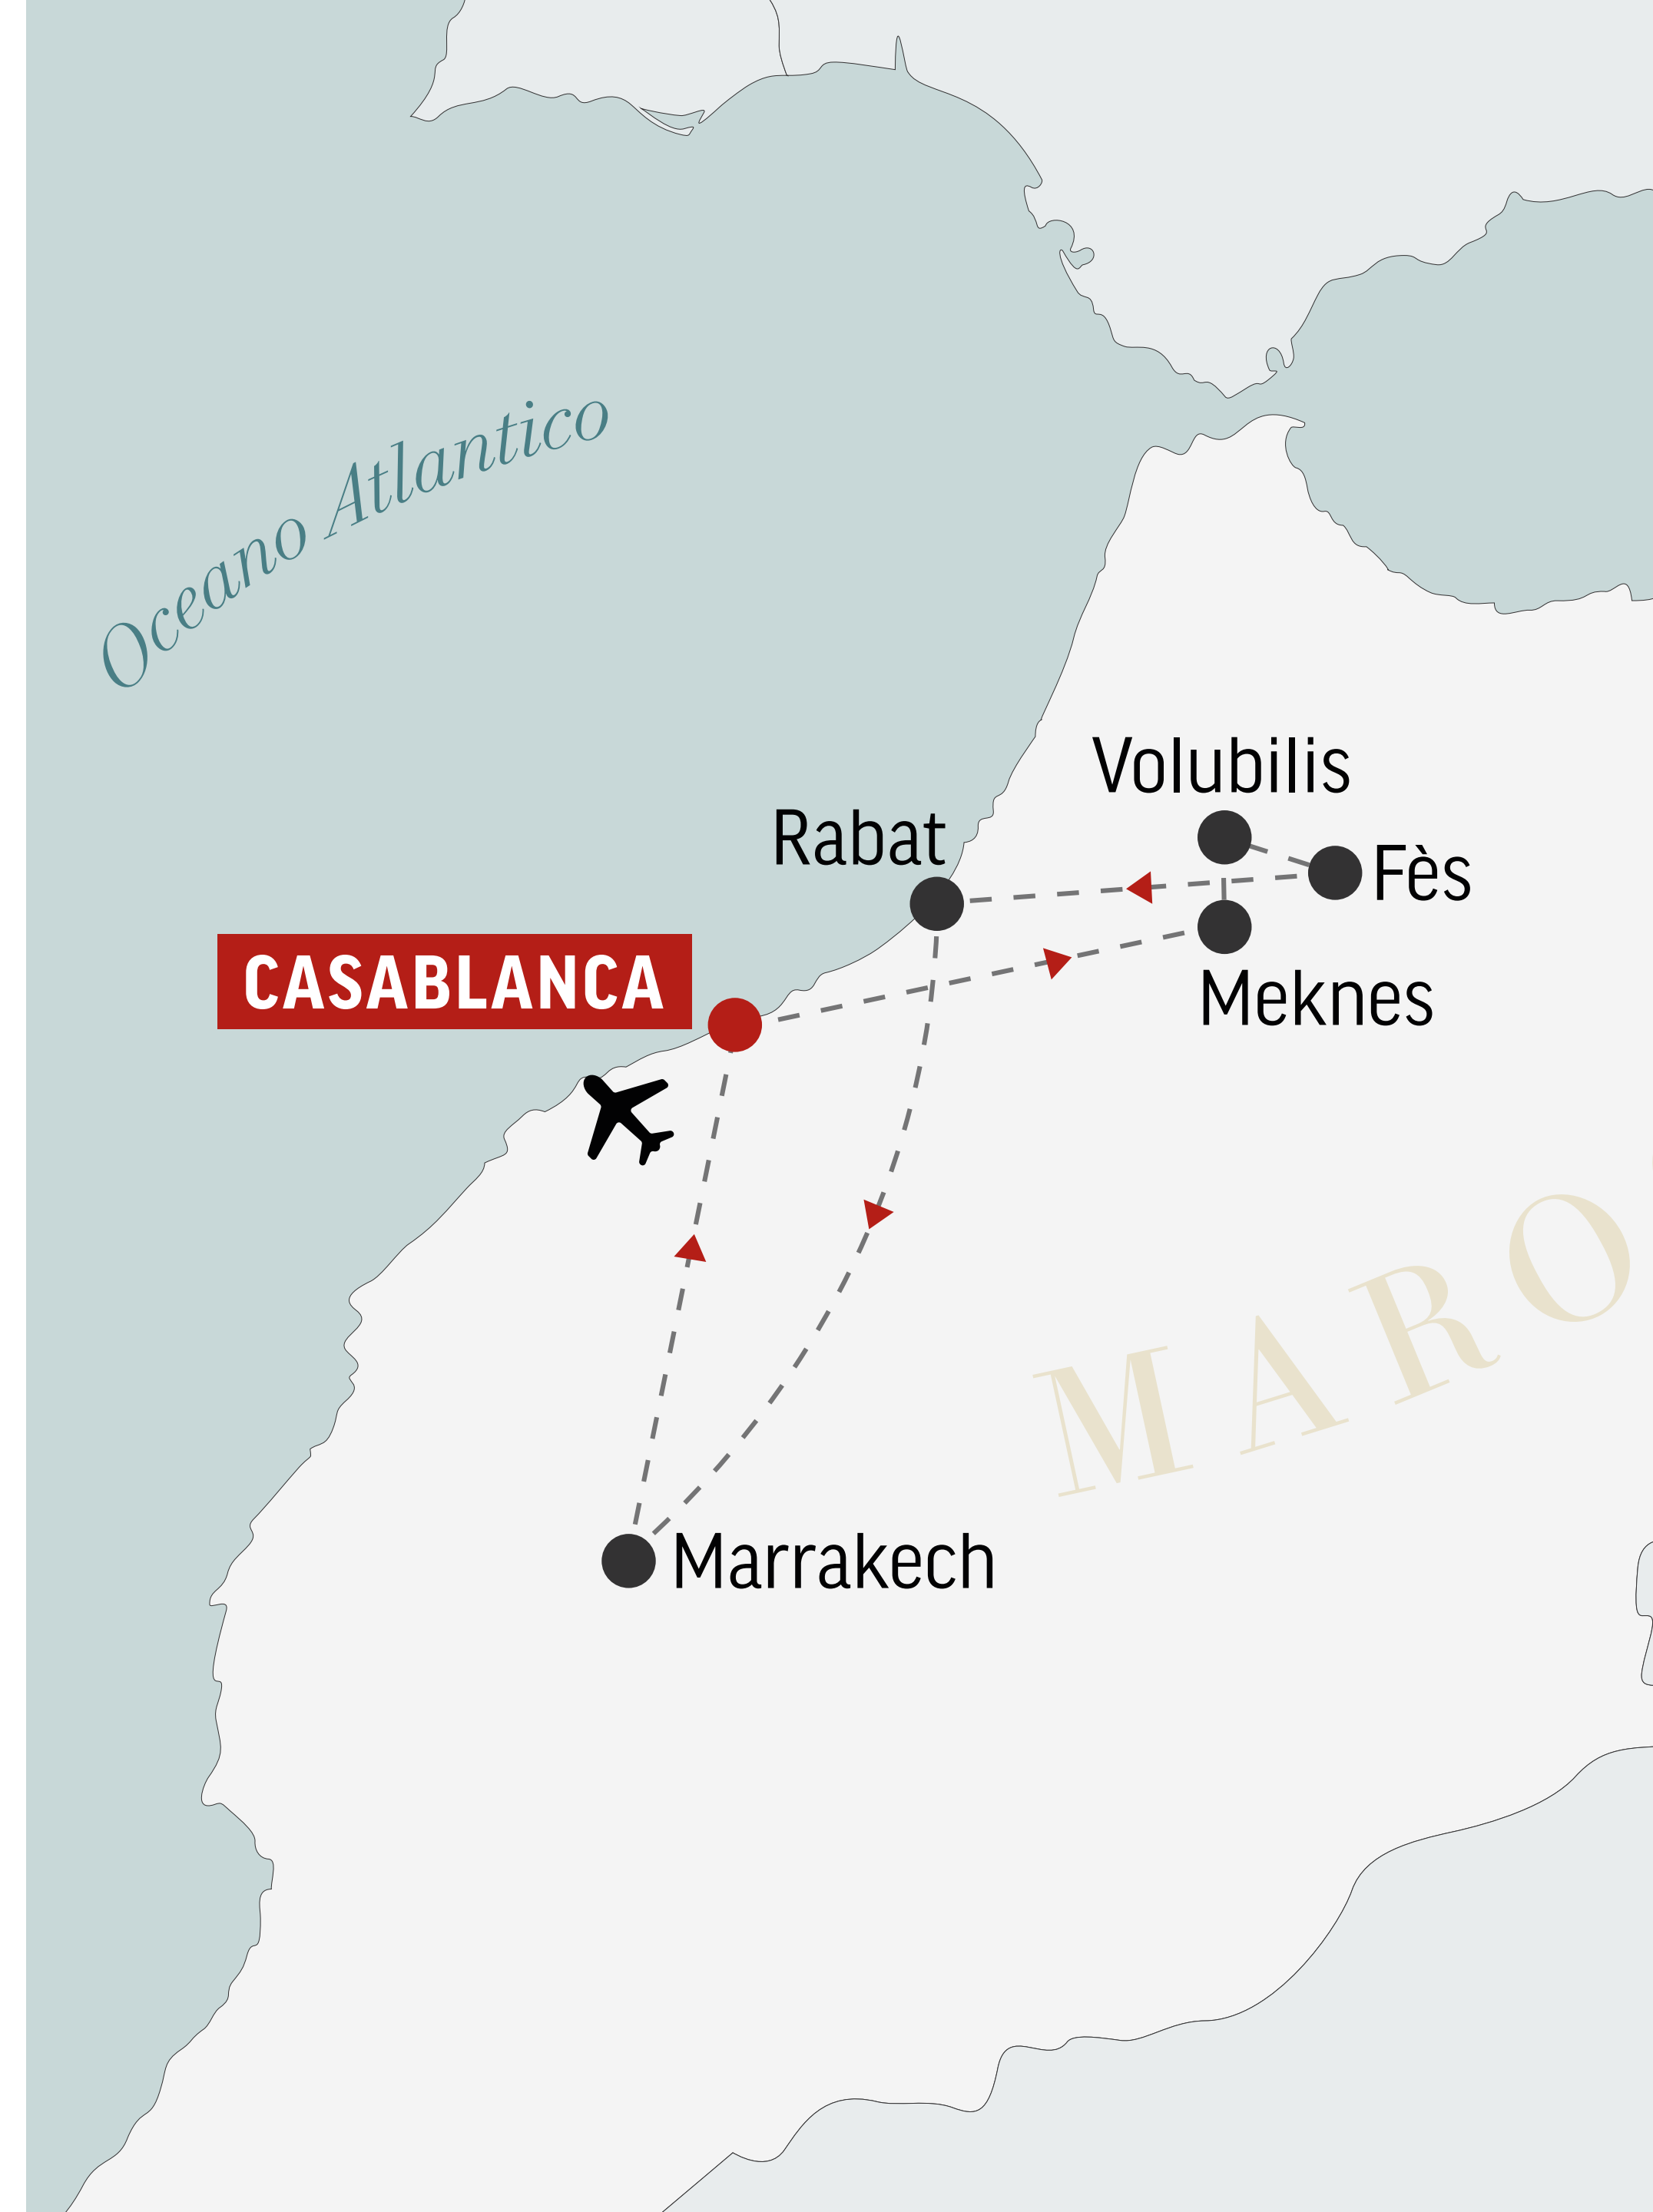 Oceano Atlantico
Volubilis
Rabat
Fès
CASABLANCA
Meknes
MARO
Marrakech